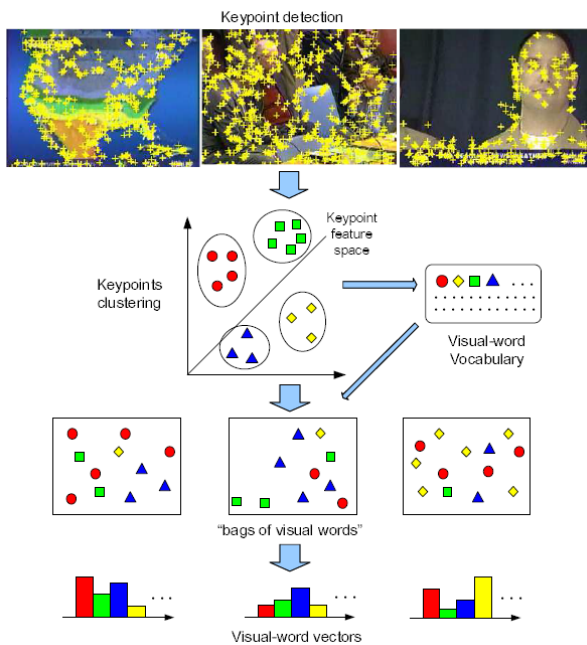 Keypoint detection
Keypoint
feature
space
Keypoints
clustering
. . .
Visual-word
Vocabulary
"bags of visual words"
. . .
. . .
. . .
Visual-word vectors